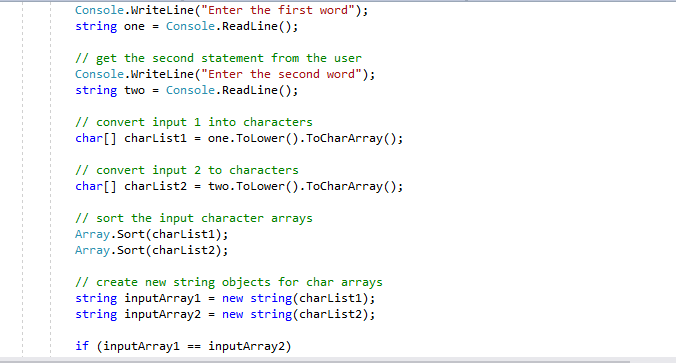 Console.WriteLine("Enter the first word");
string one = Console.ReadLine();
// get the second statement from the user
Console.WriteLine("Enter the second word");
string two = Console.ReadLine();
// convert input 1 into characters
char[] charList1 = one.ToLower().ToCharArray();
// convert input 2 to characters
char[] charList2 = two.ToLower().ToCharArray();
// sort the input character arrays
Array.Sort(charList1);
Array.Sort(charList2);
// create new string objects for char arrays
string inputArray1 = new string(charList1);
string inputArray2 = new string(charList2);
if (inputArray1 == inputArray2)